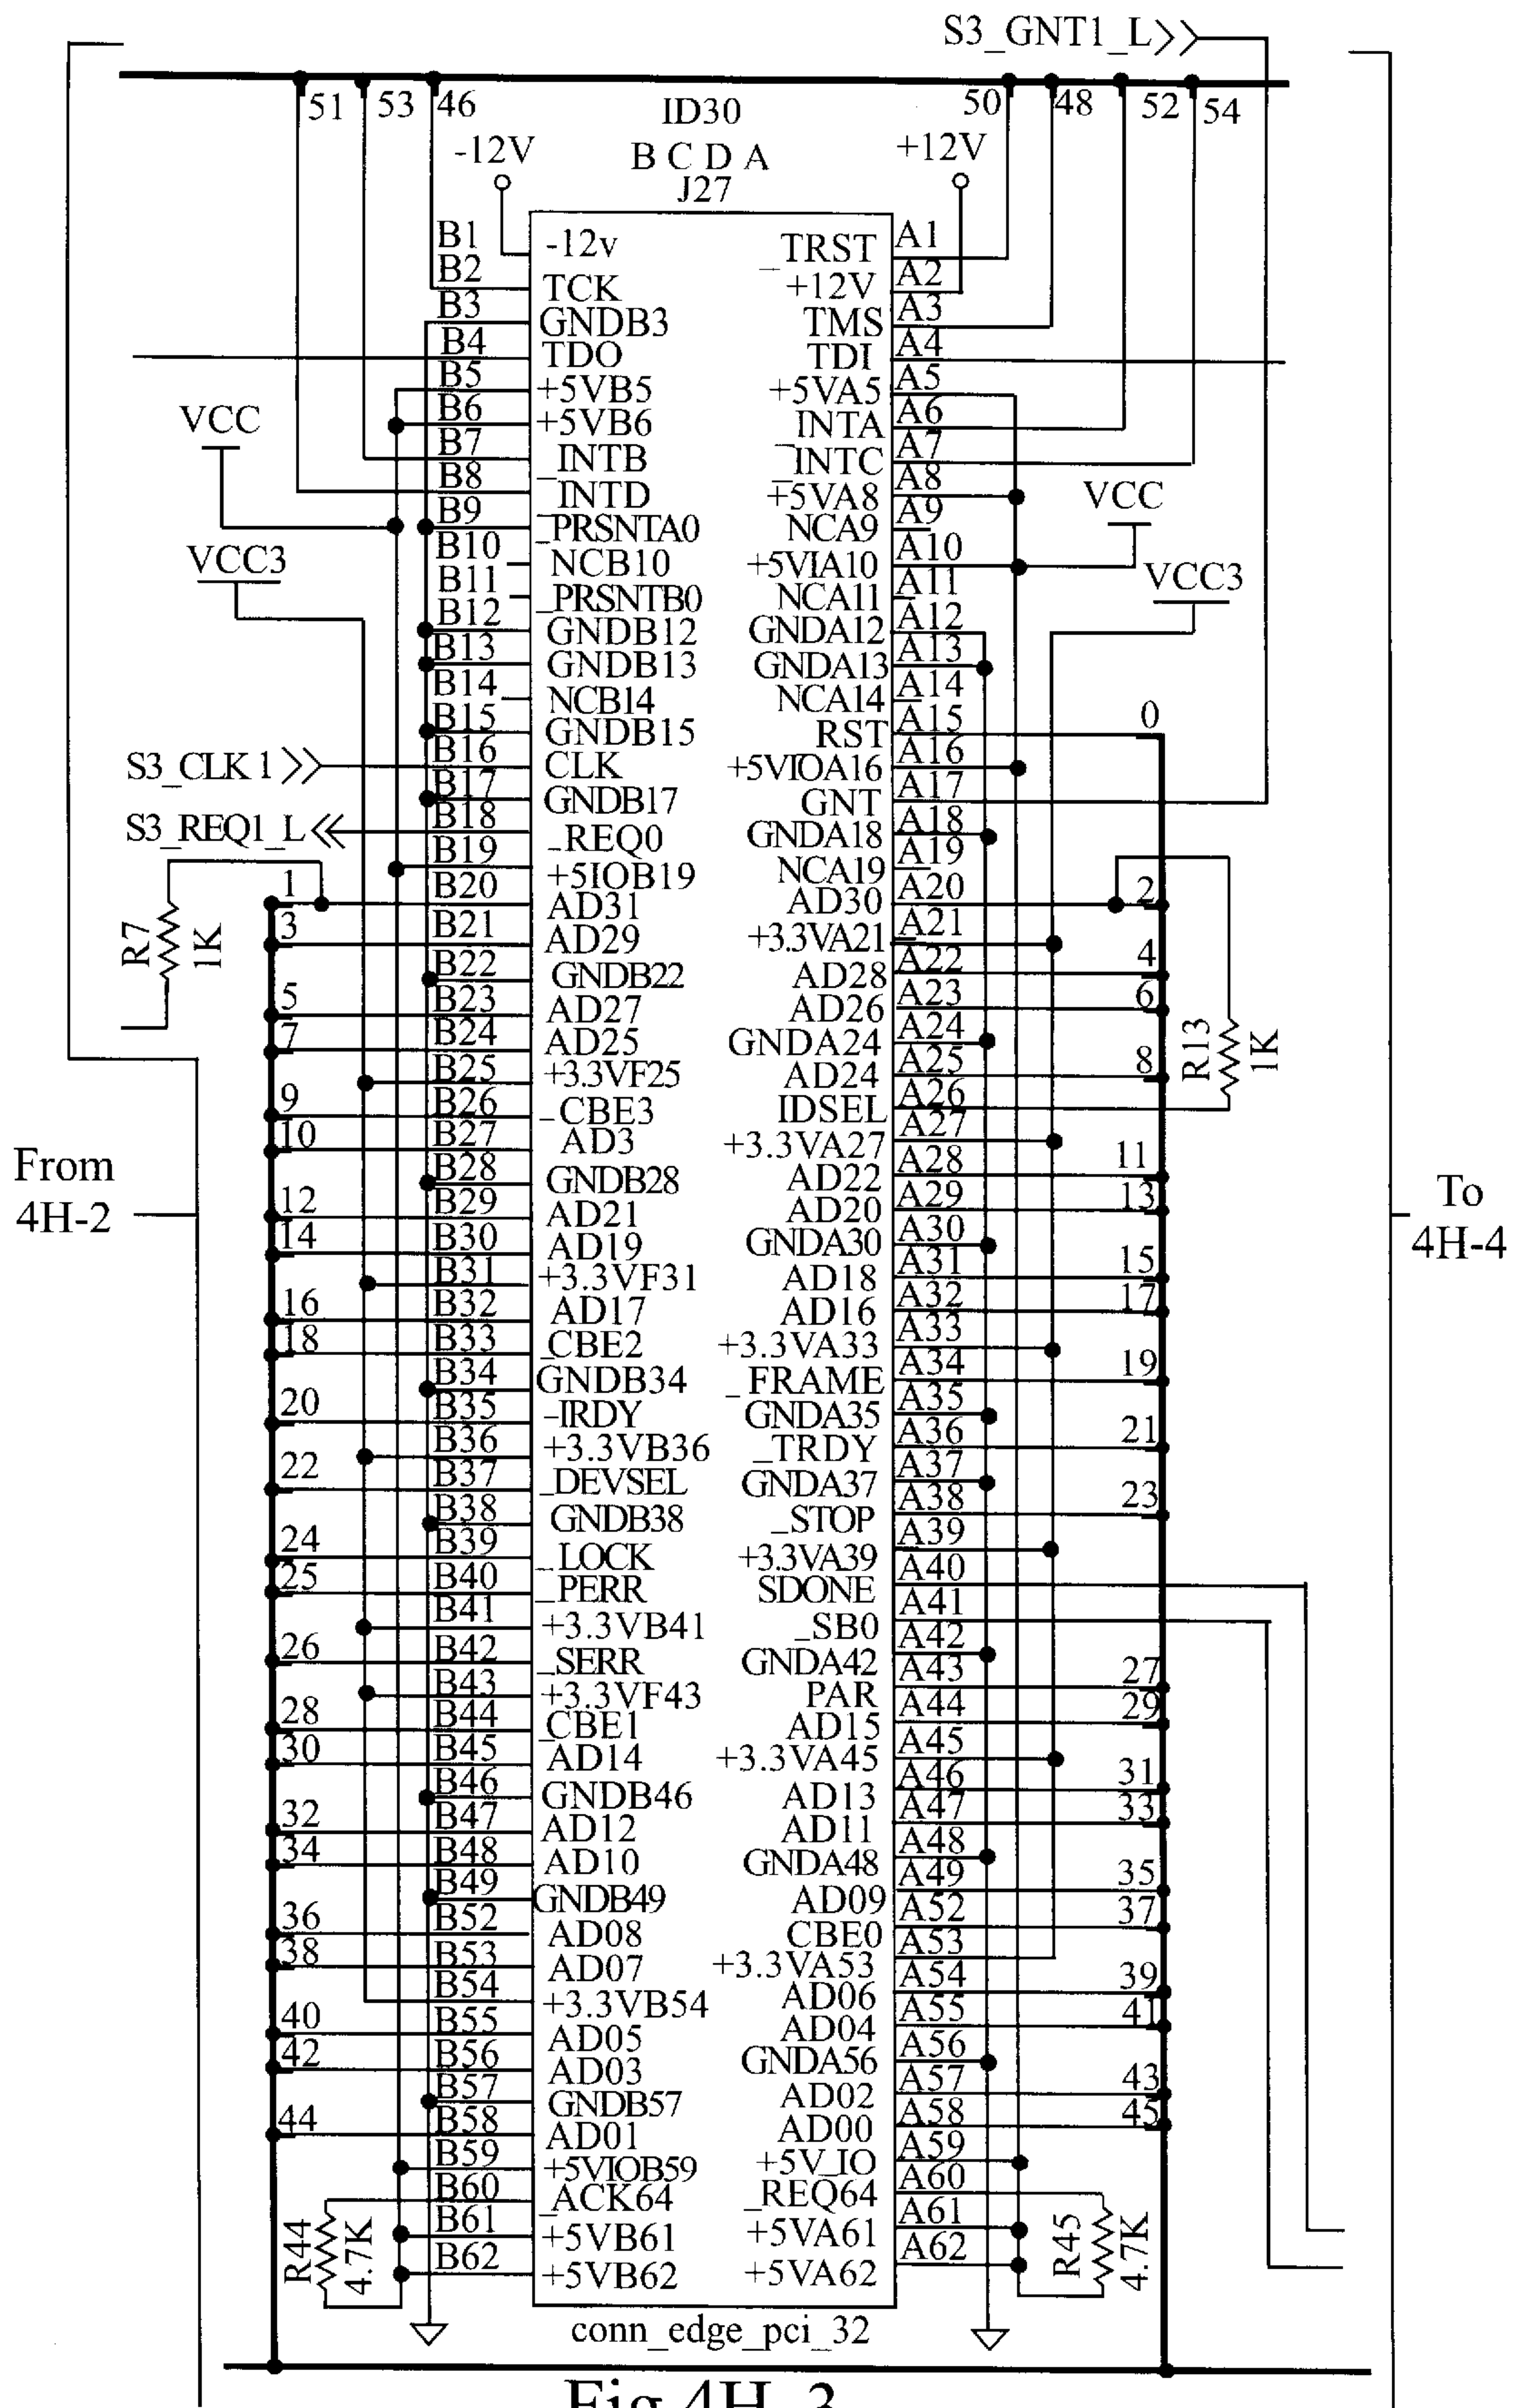 S3_GNT1_L
51 53 46 ID30 50 48 52 54
-12V B C D A +12V
J27
B1 -12v _TRST A1
B2 TCK +12V A2
B3 GNDB3 TMS A3
B4 TDO TDI A4
B5 +5VB5 +5VA5 A5
VCC B6 +5VB6 INTA A6
B7 _INTB _INTC A7
B8 _INTD +5VA8 A8 VCC
B9 _PRSNTA0 NCA9 A9
B10 NCB10 +5VIA10 A10
VCC3 B11 _PRSNTB0 NCA11 A11 VCC3
B12 GNDB12 GNDA12 A12
B13 GNDB13 GNDA13 A13
B14 NCB14 NCA14 A14
B15 GNDB15 RST A15 0
S3_CLK1 B16 CLK +5VIOA16 A16
B17 GNDB17 GNT A17
S3_REQ1_L B18 _REQ0 GNDA18 A18
B19 +5IOB19 NCA19 A19
1 B20 AD31 AD30 A20 2
3 B21 AD29 +3.3VA21 A21
R7 1K
B22 GNDB22 AD28 A22 4
5 B23 AD27 AD26 A23 6
7 B24 AD25 GNDA24 A24
B25 +3.3VF25 AD24 A25 8
R13 1K
9 B26 _CBE3 IDSEL A26
10 B27 AD3 +3.3VA27 A27
From
4H-2
B28 GNDB28 AD22 A28 11
12 B29 AD21 AD20 A29 13
To
4H-4
14 B30 AD19 GNDA30 A30
B31 +3.3VF31 AD18 A31 15
16 B32 AD17 AD16 A32 17
18 B33 _CBE2 +3.3VA33 A33
B34 GNDB34 _FRAME A34 19
20 B35 -IRDY GNDA35 A35
B36 +3.3VB36 _TRDY A36 21
22 B37 _DEVSEL GNDA37 A37
B38 GNDB38 _STOP A38 23
24 B39 _LOCK +3.3VA39 A39
25 B40 _PERR SDONE A40
B41 +3.3VB41 _SB0 A41
26 B42 _SERR GNDA42 A42
B43 +3.3VF43 PAR A43 27
28 B44 _CBE1 AD15 A44 29
30 B45 AD14 +3.3VA45 A45
B46 GNDB46 AD13 A46 31
32 B47 AD12 AD11 A47 33
34 B48 AD10 GNDA48 A48
B49 GNDB49 AD09 A49 35
36 B52 AD08 CBE0 A52 37
38 B53 AD07 +3.3VA53 A53
B54 +3.3VB54 AD06 A54 39
40 B55 AD05 AD04 A55 41
42 B56 AD03 GNDA56 A56
B57 GNDB57 AD02 A57 43
44 B58 AD01 AD00 A58 45
B59 +5VIOB59 +5V_IO A59
B60 _ACK64 _REQ64 A60
R44 4.7K B61 +5VB61 +5VA61 A61 R45 4.7K
B62 +5VB62 +5VA62 A62
conn_edge_pci_32
Fig 4H-3